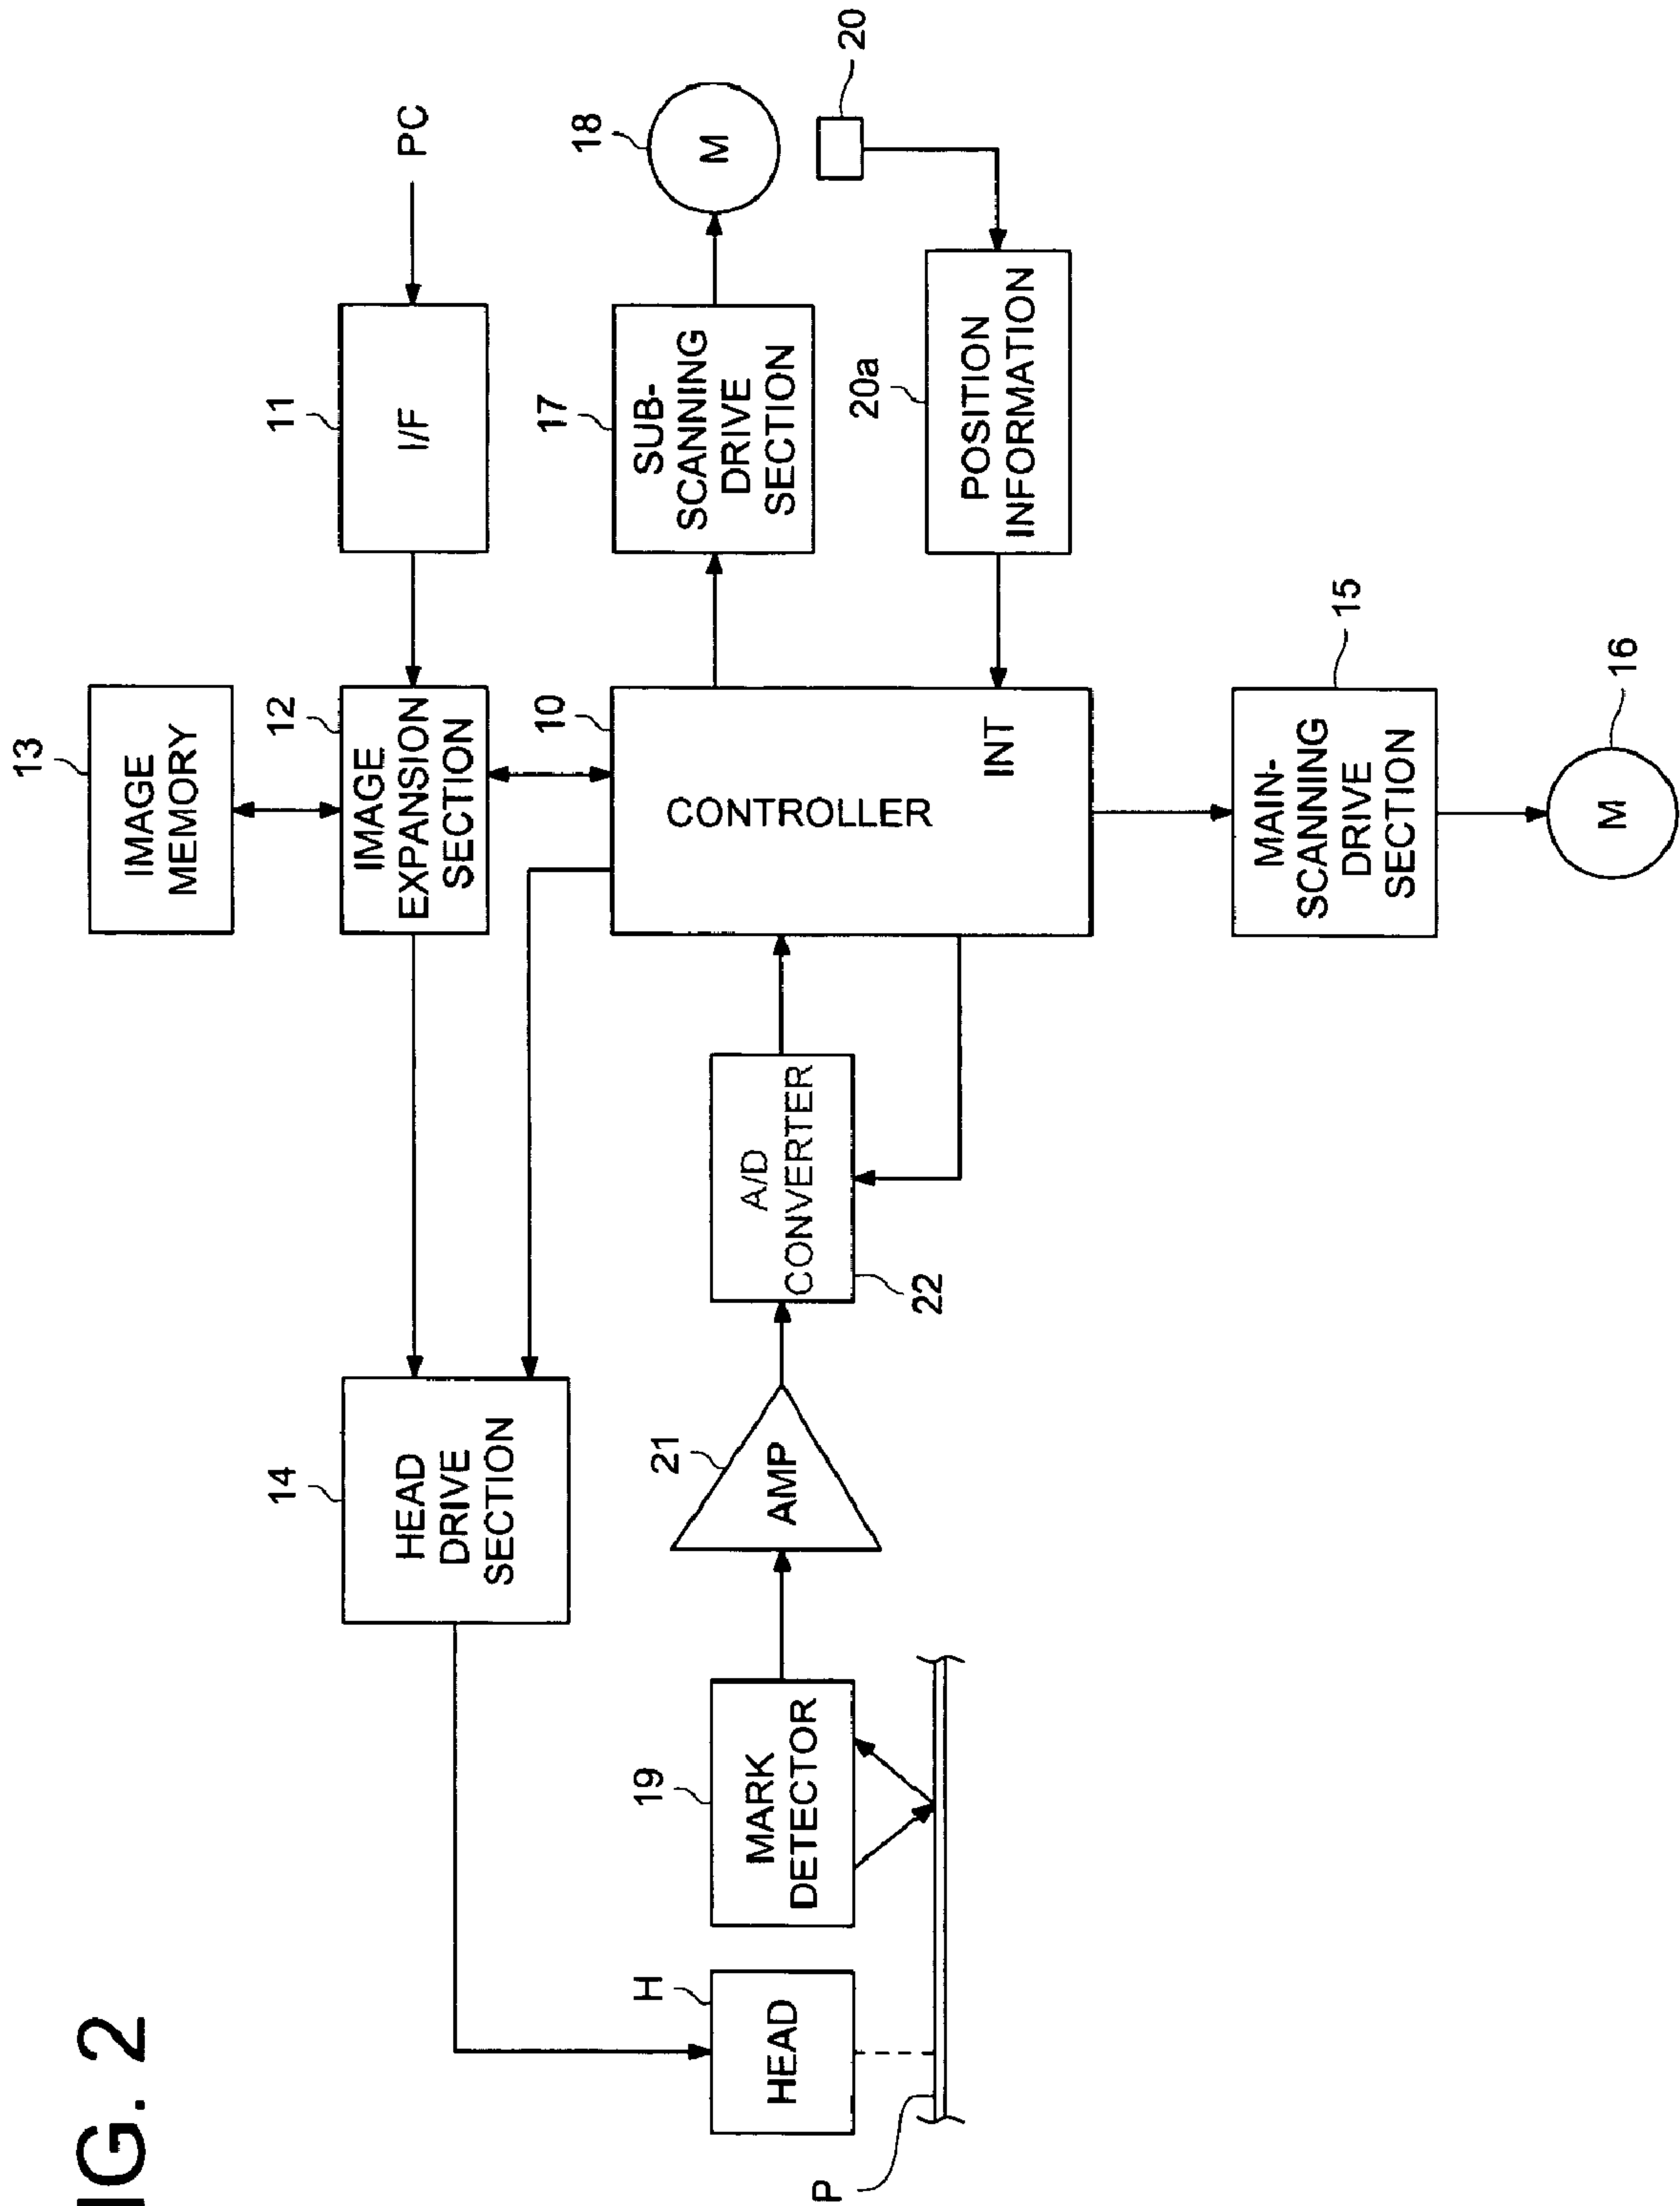 IG. 2
13
IMAGE
MEMORY
12
IMAGE
EXPANSION
SECTION
11
I/F
PC
14
HEAD
DRIVE
SECTION
10
CONTROLLER
INT
17
SUB-
SCANNING
DRIVE
SECTION
18
M
H
HEAD
19
MARK
DETECTOR
21
AMP
A/D
CONVERTER
22
20
20a
POSITION
INFORMATION
P
15
MAIN-
SCANNING
DRIVE
SECTION
16
M